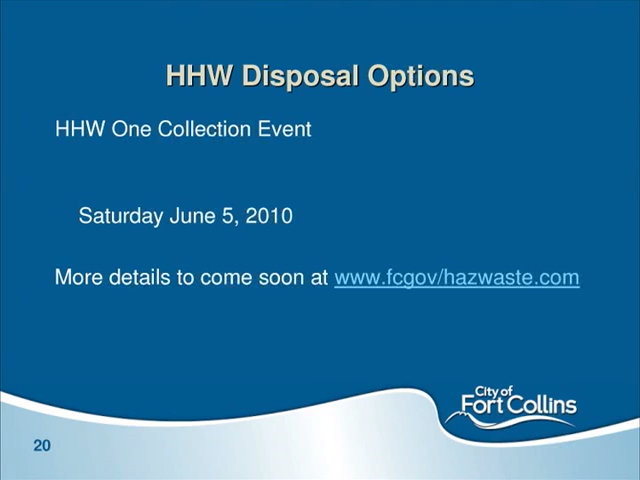 HHW Disposal Options
HHW One Collection Event
Saturday June 5, 2010
More details to come soon at www.fcgov/hazwaste.com
City of
Fort Collins
20